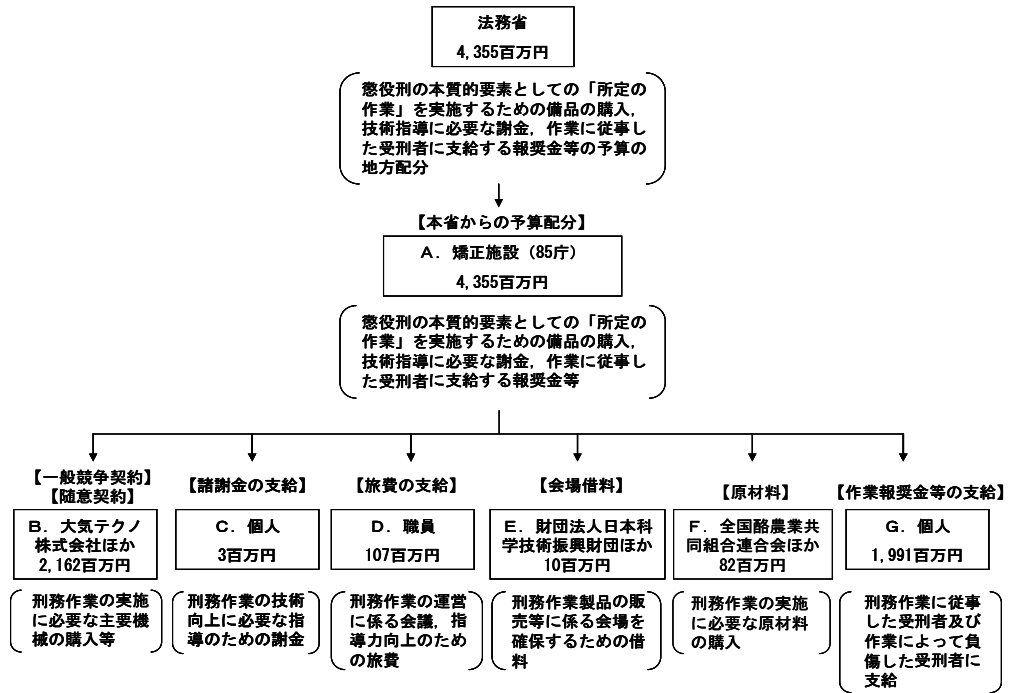 法務省
4,355百万円
懲役刑の本質的要素としての「所定の
作業」を実施するための備品の購入，
技術指導に必要な謝金，作業に従事し
た受刑者に支給する報奨金等の予算の
地方配分
【本省からの予算配分】
A．矯正施設（85庁）
4,355百万円
懲役刑の本質的要素としての「所定の
作業」を実施するための備品の購入，
技術指導に必要な謝金，作業に従事し
た受刑者に支給する報奨金等
【一般競争契約】
【随意契約】
B．大気テクノ
株式会社ほか
2,162百万円
刑務作業の実施
に必要な主要機
械の購入等
【諸謝金の支給】
C．個人
3百万円
刑務作業の技術
向上に必要な指
導のための謝金
【旅費の支給】
D．職員
107百万円
刑務作業の運営
に係る会議，指
導力向上のため
の旅費
【会場借料】
E．財団法人日本科
学技術振興財団ほか
10百万円
刑務作業製品の販
売等に係る会場を
確保するための借
料
【原材料】
F．全国酪農業共
同組合連合会ほか
82百万円
刑務作業の実施
に必要な原材料
の購入
【作業報奨金等の支給】
G．個人
1,991百万円
刑務作業に従事
した受刑者及び
作業によって負
傷した受刑者に
支給